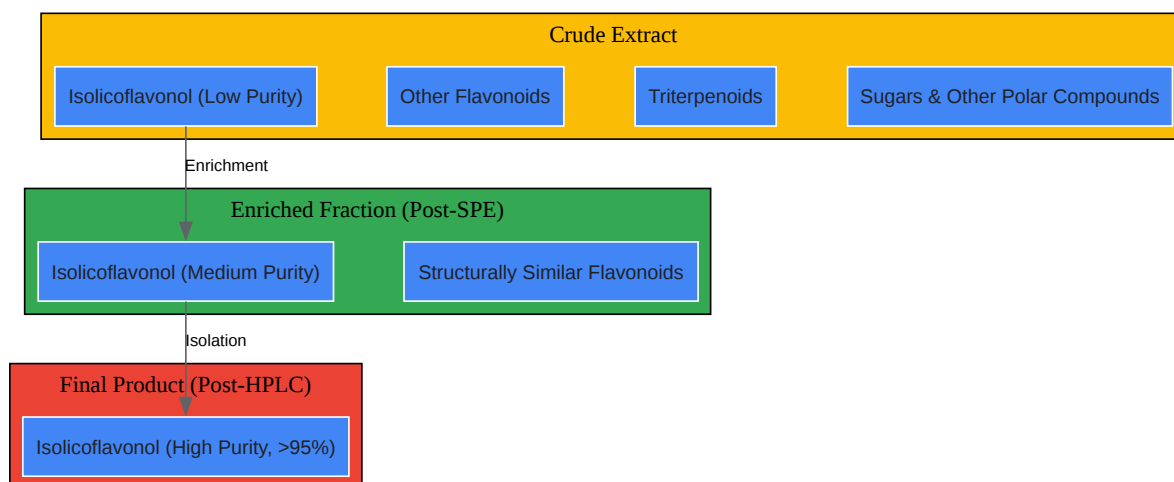 Crude Extract
Isolicoflavonol (Low Purity)
Other Flavonoids
Triterpenoids
Sugars & Other Polar Compounds
Enrichment
Enriched Fraction (Post-SPE)
Isolicoflavonol (Medium Purity)
Structurally Similar Flavonoids
Isolation
Final Product (Post-HPLC)
Isolicoflavonol (High Purity, >95%)